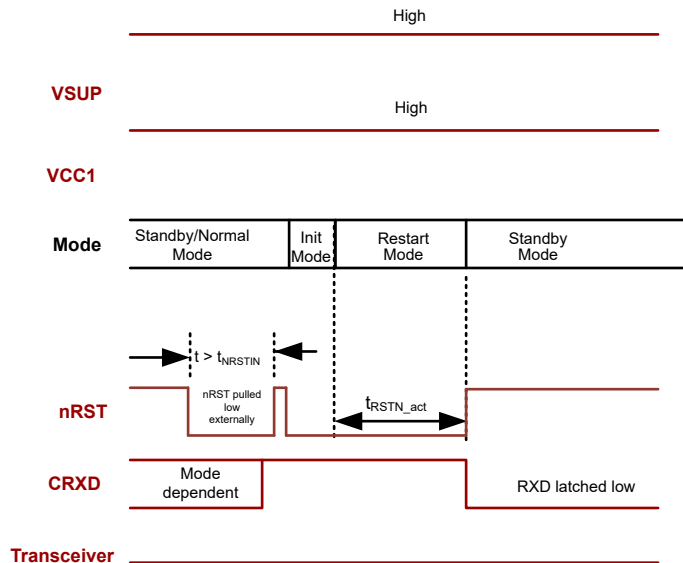 High
VSUP
High
VCC1
Mode
Standby/Normal
Mode
Init
Mode
Restart
Mode
Standby
Mode
t > tNRSTIN
nRST
nRST pulled
low
externally
tRSTN_act
CRXD
Mode
dependent
RXD latched low
Transceiver